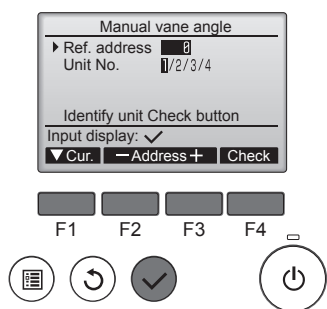 Manual vane angle
Ref. address 0
Unit No. 1/2/3/4
Identify unit Check button
Input display: ✓
▼Cur. −Address+ Check
F1 F2 F3 F4